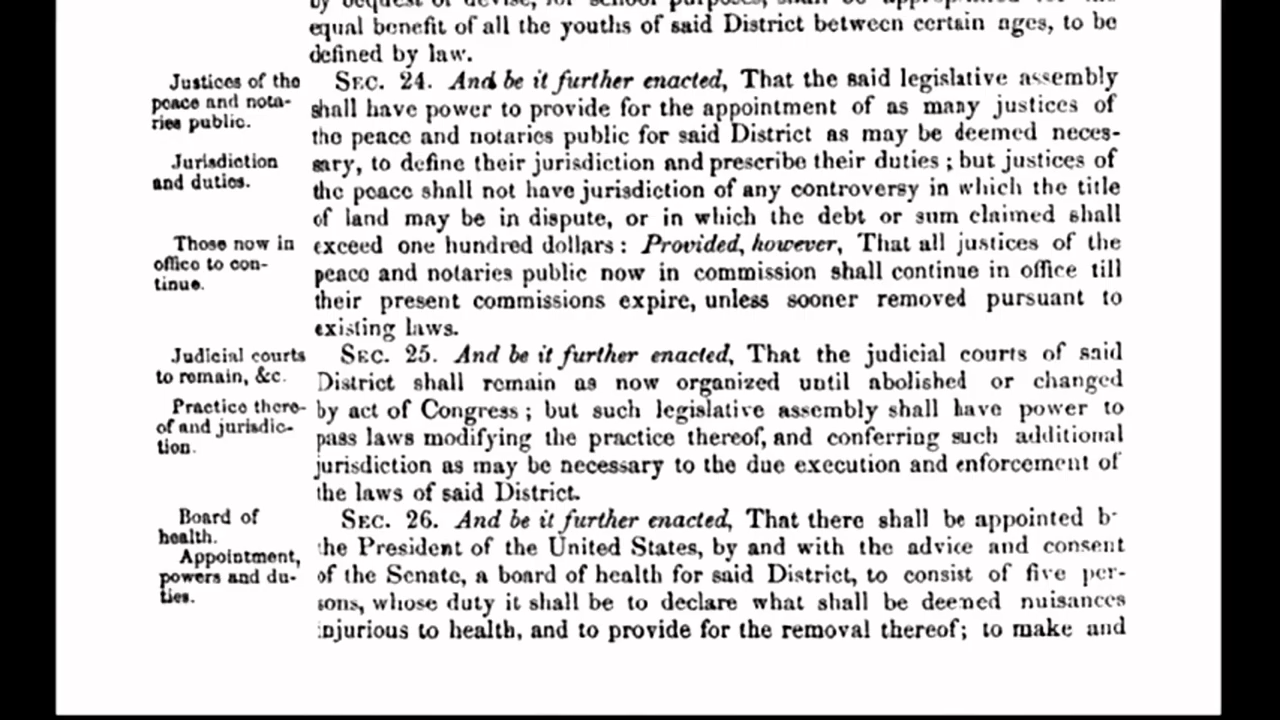 equal benefit of all the youths of said District between certain ages, to be
defined by law.
Justices of the
peace and nota-
ries public.
SEC. 24. And be it further enacted, That the said legislative assembly
shall have power to provide for the appointment of as many justices of
the peace and notaries public for said District as may be deemed neces-
Jurisdiction
and duties.
sary, to define their jurisdiction and prescribe their duties ; but justices of
the peace shall not have jurisdiction of any controversy in which the title
of land may be in dispute, or in which the debt or sum claimed shall
Those now in
office to con-
tinue.
exceed one hundred dollars : Provided, however, That all justices of the
peace and notaries public now in commission shall continue in office till
their present commissions expire, unless sooner removed pursuant to
existing laws.
Judicial courts
to remain, &c.
SEC. 25. And be it further enacted, That the judicial courts of said
District shall remain as now organized until abolished or changed
Practice there-
of and jurisdic-
tion.
by act of Congress ; but such legislative assembly shall have power to
pass laws modifying the practice thereof, and conferring such additional
jurisdiction as may be necessary to the due execution and enforcement of
the laws of said District.
Board of
health.
Appointment,
powers and du-
ties.
SEC. 26. And be it further enacted, That there shall be appointed
the President of the United States, by and with the advice and consent
of the Senate, a board of health for said District, to consist of five per-
sons, whose duty it shall be to declare what shall be deemed nuisances
injurious to health, and to provide for the removal thereof; to make and